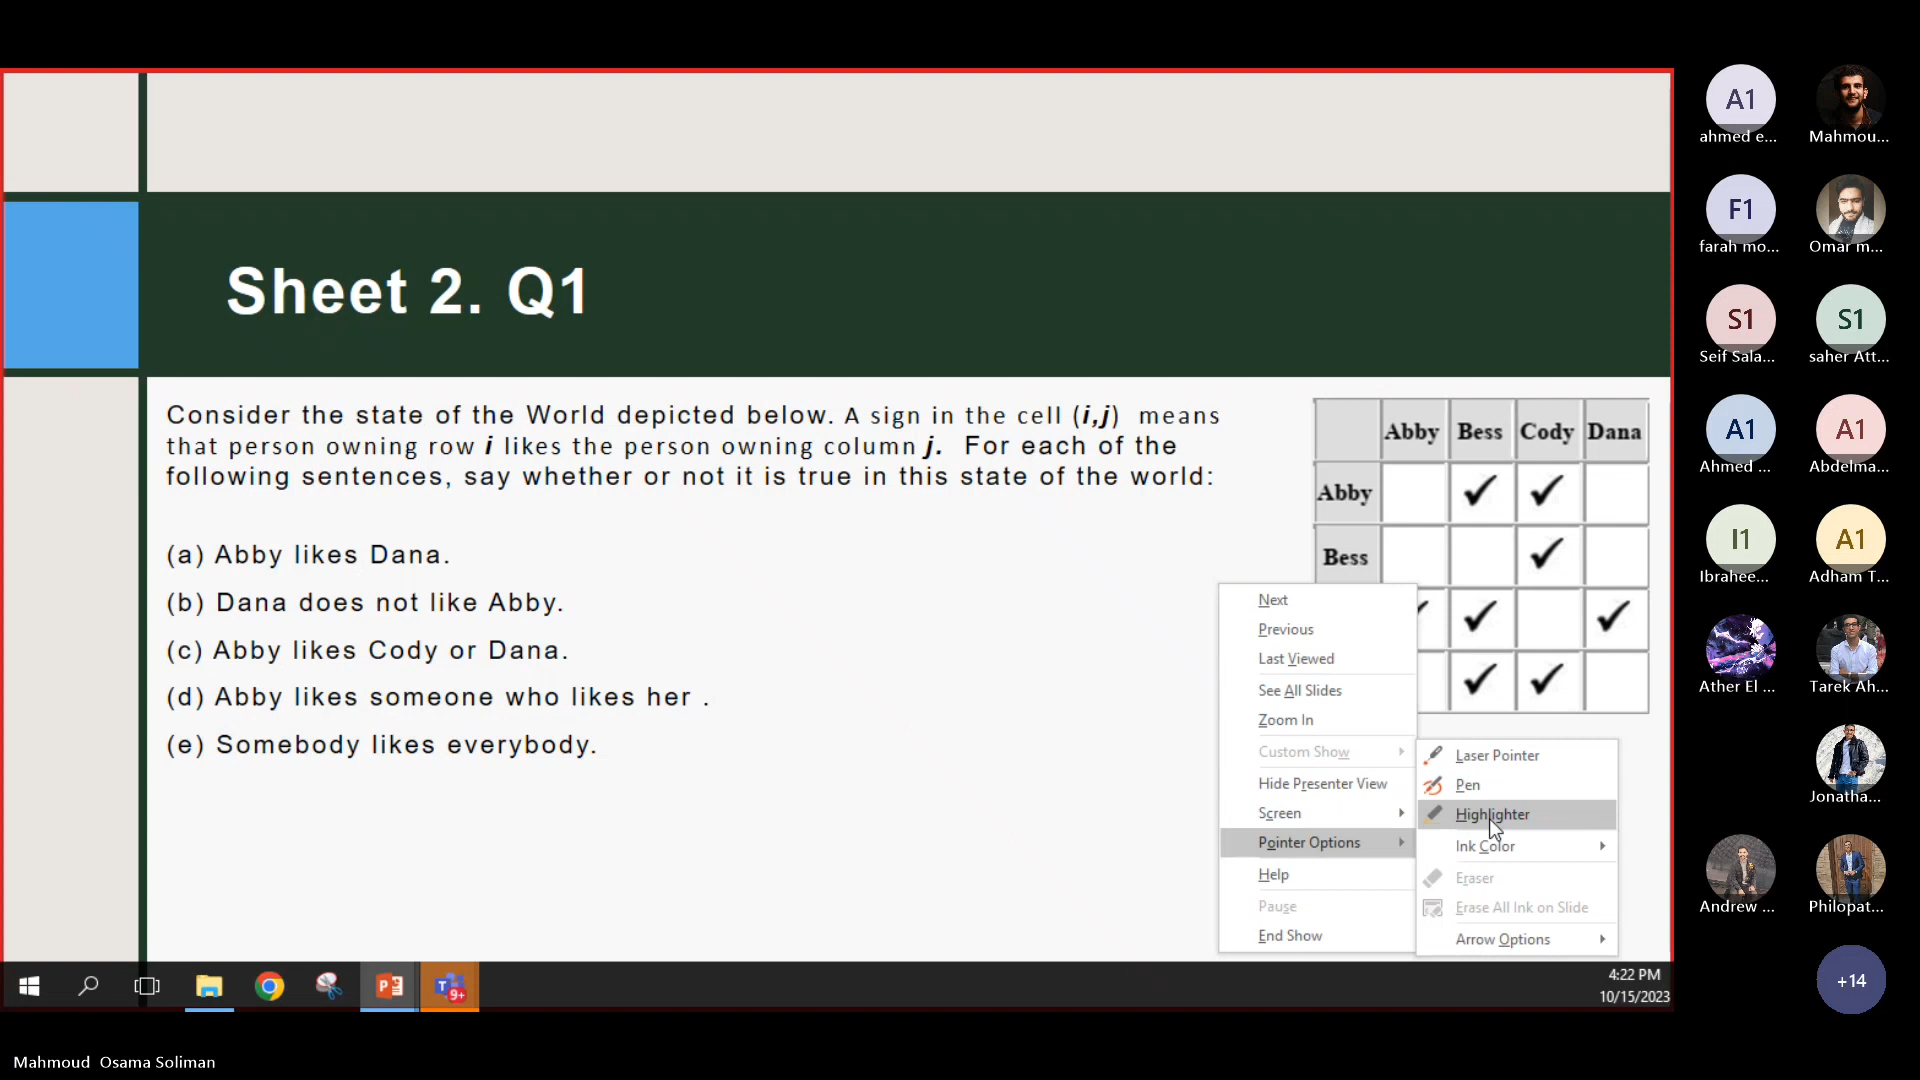 Sheet 2. Q1
Consider the state of the World depicted below. A sign in the cell (i,j) means
that person owning row i likes the person owning column j. For each of the
following sentences, say whether or not it is true in this state of the world:
(a) Abby likes Dana.
(b) Dana does not like Abby.
(c) Abby likes Cody or Dana.
(d) Abby likes someone who likes her .
(e) Somebody likes everybody.
Abby Bess Cody Dana
Abby ✓ ✓
Bess ✓
✓ ✓ ✓
✓ ✓
Next
Previous
Last Viewed
See All Slides
Zoom In
Custom Show
Hide Presenter View
Screen
Pointer Options
Help
Pause
End Show
Laser Pointer
Pen
Highlighter
Ink Color
Eraser
Erase All Ink on Slide
Arrow Options
9+
4:22 PM
10/15/2023
A1
ahmed e...
Mahmou...
F1
farah mo...
Omar m...
S1
Seif Sala...
S1
saher Att...
A1
Ahmed ...
A1
Abdelma...
I1
Ibrahee...
A1
Adham T...
Ather El ...
Tarek Ah...
Jonatha...
Andrew ...
Philopat...
+14
Mahmoud Osama Soliman